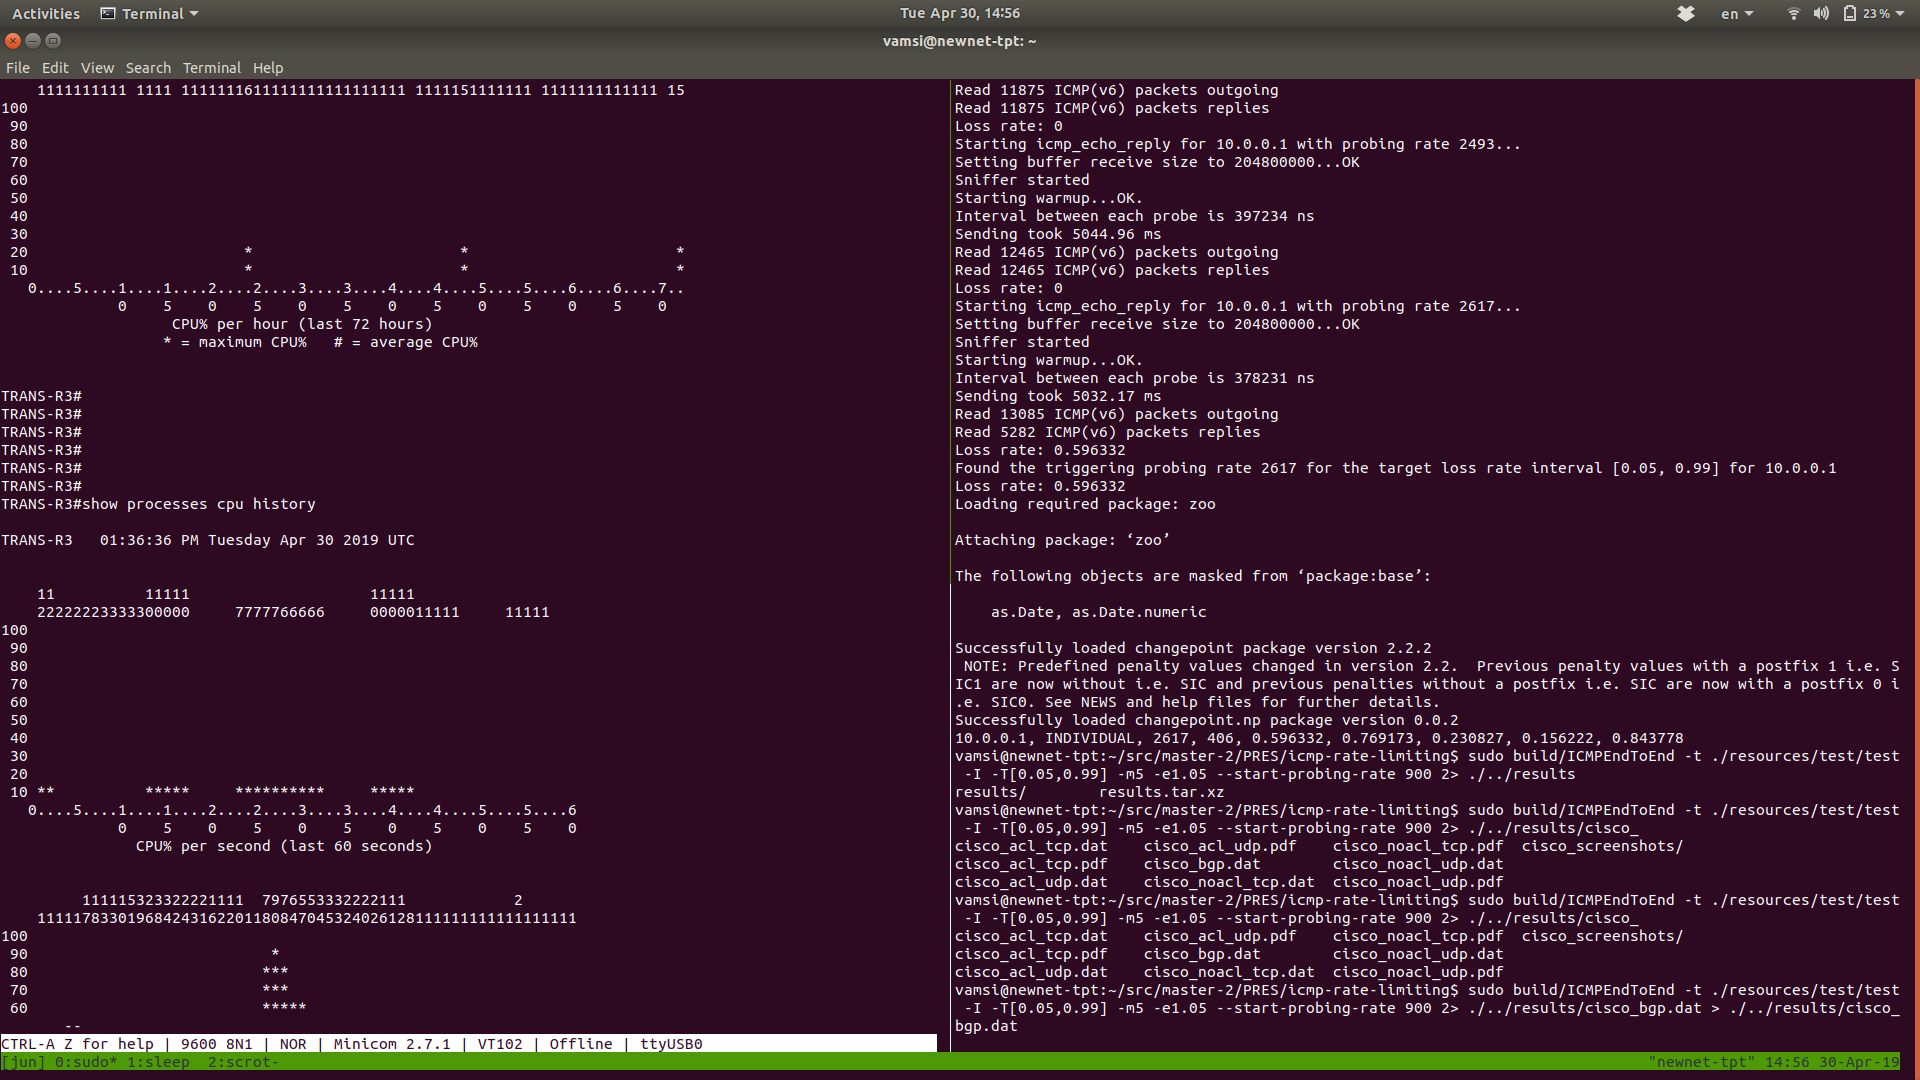 Activities Terminal Tue Apr 30, 14:56 en 23 %
vamsi@newnet-tpt: ~
File Edit View Search Terminal Help
    1111111111 1111 1111111611111111111111111 1111151111111 1111111111111 15
100
 90
 80
 70
 60
 50
 40
 30
 20                        *                       *                       *
 10                        *                       *                       *
   0....5....1....1....2....2....3....3....4....4....5....5....6....6....7..
             0    5    0    5    0    5    0    5    0    5    0    5    0
                   CPU% per hour (last 72 hours)
                  * = maximum CPU%   # = average CPU%
TRANS-R3#
TRANS-R3#
TRANS-R3#
TRANS-R3#
TRANS-R3#
TRANS-R3#
TRANS-R3#show processes cpu history
TRANS-R3   01:36:36 PM Tuesday Apr 30 2019 UTC
    11          11111                    11111
    22222223333300000     7777766666     0000011111     11111
100
 90
 80
 70
 60
 50
 40
 30
 20
 10 **          *****     **********     *****
   0....5....1....1....2....2....3....3....4....4....5....5....6
             0    5    0    5    0    5    0    5    0    5    0
               CPU% per second (last 60 seconds)
         111115323322221111  7976553332222111            2
    111117833019684243162201180847045324026128111111111111111111
100
 90                           *
 80                          ***
 70                          ***
 60                          *****
       --
CTRL-A Z for help | 9600 8N1 | NOR | Minicom 2.7.1 | VT102 | Offline | ttyUSB0
Read 11875 ICMP(v6) packets outgoing
Read 11875 ICMP(v6) packets replies
Loss rate: 0
Starting icmp_echo_reply for 10.0.0.1 with probing rate 2493...
Setting buffer receive size to 204800000...OK
Sniffer started
Starting warmup...OK.
Interval between each probe is 397234 ns
Sending took 5044.96 ms
Read 12465 ICMP(v6) packets outgoing
Read 12465 ICMP(v6) packets replies
Loss rate: 0
Starting icmp_echo_reply for 10.0.0.1 with probing rate 2617...
Setting buffer receive size to 204800000...OK
Sniffer started
Starting warmup...OK.
Interval between each probe is 378231 ns
Sending took 5032.17 ms
Read 13085 ICMP(v6) packets outgoing
Read 5282 ICMP(v6) packets replies
Loss rate: 0.596332
Found the triggering probing rate 2617 for the target loss rate interval [0.05, 0.99] for 10.0.0.1
Loss rate: 0.596332
Loading required package: zoo
Attaching package: ‘zoo’
The following objects are masked from ‘package:base’:
    as.Date, as.Date.numeric
Successfully loaded changepoint package version 2.2.2
 NOTE: Predefined penalty values changed in version 2.2.  Previous penalty values with a postfix 1 i.e. S
IC1 are now without i.e. SIC and previous penalties without a postfix i.e. SIC are now with a postfix 0 i
.e. SIC0. See NEWS and help files for further details.
Successfully loaded changepoint.np package version 0.0.2
10.0.0.1, INDIVIDUAL, 2617, 406, 0.596332, 0.769173, 0.230827, 0.156222, 0.843778
vamsi@newnet-tpt:~/src/master-2/PRES/icmp-rate-limiting$ sudo build/ICMPEndToEnd -t ./resources/test/test
 -I -T[0.05,0.99] -m5 -e1.05 --start-probing-rate 900 2> ./../results
results/        results.tar.xz
vamsi@newnet-tpt:~/src/master-2/PRES/icmp-rate-limiting$ sudo build/ICMPEndToEnd -t ./resources/test/test
 -I -T[0.05,0.99] -m5 -e1.05 --start-probing-rate 900 2> ./../results/cisco_
cisco_acl_tcp.dat    cisco_acl_udp.pdf    cisco_noacl_tcp.pdf  cisco_screenshots/
cisco_acl_tcp.pdf    cisco_bgp.dat        cisco_noacl_udp.dat
cisco_acl_udp.dat    cisco_noacl_tcp.dat  cisco_noacl_udp.pdf
vamsi@newnet-tpt:~/src/master-2/PRES/icmp-rate-limiting$ sudo build/ICMPEndToEnd -t ./resources/test/test
 -I -T[0.05,0.99] -m5 -e1.05 --start-probing-rate 900 2> ./../results/cisco_
cisco_acl_tcp.dat    cisco_acl_udp.pdf    cisco_noacl_tcp.pdf  cisco_screenshots/
cisco_acl_tcp.pdf    cisco_bgp.dat        cisco_noacl_udp.dat
cisco_acl_udp.dat    cisco_noacl_tcp.dat  cisco_noacl_udp.pdf
vamsi@newnet-tpt:~/src/master-2/PRES/icmp-rate-limiting$ sudo build/ICMPEndToEnd -t ./resources/test/test
 -I -T[0.05,0.99] -m5 -e1.05 --start-probing-rate 900 2> ./../results/cisco_bgp.dat > ./../results/cisco_
bgp.dat
[jun] 0:sudo* 1:sleep  2:scrot- "newnet-tpt" 14:56 30-Apr-19